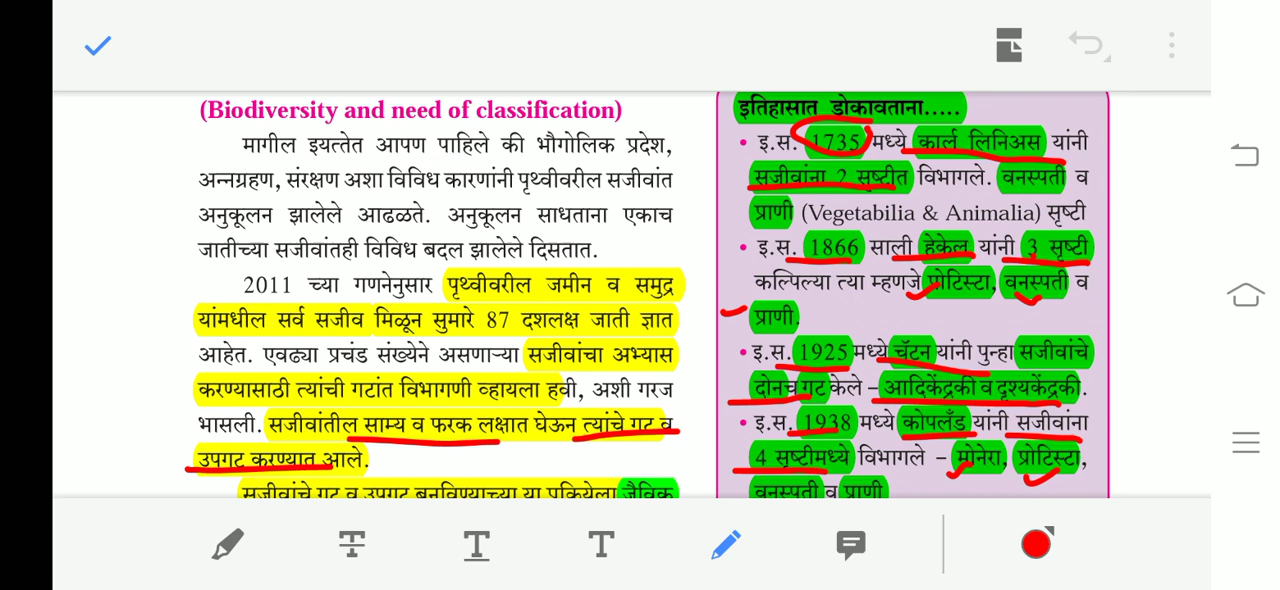 (Biodiversity and need of classification)
मागील इयत्तेत आपण पाहिले की भौगोलिक प्रदेश,
अन्नग्रहण, संरक्षण अशा विविध कारणांनी पृथ्वीवरील सजीवांत
अनुकूलन झालेले आढळते. अनुकूलन साधताना एकाच
जातीच्या सजीवांतही विविध बदल झालेले दिसतात.
2011 च्या गणनेनुसार पृथ्वीवरील जमीन व समुद्र
यांमधील सर्व सजीव मिळून सुमारे 87 दशलक्ष जाती ज्ञात
आहेत. एवढ्या प्रचंड संख्येने असणाऱ्या सजीवांचा अभ्यास
करण्यासाठी त्यांची गटांत विभागणी व्हायला हवी, अशी गरज
भासली. सजीवांतील साम्य व फरक लक्षात घेऊन त्यांचे गट व
उपगट करण्यात आले.
सजीवांचे गट व उपगट बनविण्याच्या या प्रक्रियेला जैविक
इतिहासात डोकावताना.....
• इ.स. 1735 मध्ये कार्ल लिनिअस यांनी
सजीवांना 2 सृष्टीत विभागले. वनस्पती व
प्राणी (Vegetabilia & Animalia) सृष्टी
• इ.स. 1866 साली हेकेल यांनी 3 सृष्टी
कल्पिल्या त्या म्हणजे प्रोटिस्टा, वनस्पती व
प्राणी.
• इ.स. 1925 मध्ये चॅटन यांनी पुन्हा सजीवांचे
दोनच गट केले – आदिकेंद्रकी व दृश्यकेंद्रकी.
• इ.स. 1938 मध्ये कोपलँड यांनी सजीवांना
4 सृष्टीमध्ये विभागले – मोनेरा, प्रोटिस्टा,
वनस्पती व प्राणी
T
T
T